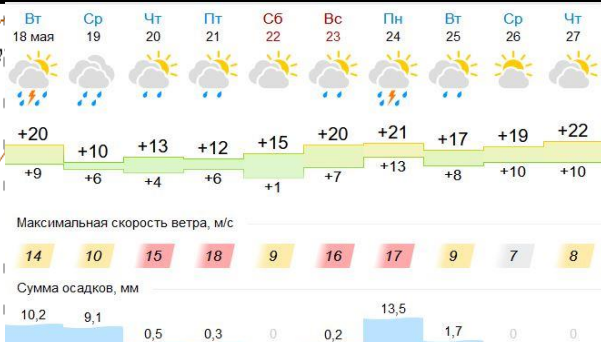 Вт Ср Чт Пт Сб Вс Пн Вт Ср Чт
18 мая 19 20 21 22 23 24 25 26 27
+20 +10 +13 +12 +15 +20 +21 +17 +19 +22
+9 +6 +4 +6 +1 +7 +13 +8 +10 +10
Максимальная скорость ветра, м/с
14 10 15 18 9 16 17 9 7 8
Сумма осадков, мм
10,2 9,1 0,5 0,3 0 0,2 13,5 1,7 0 0